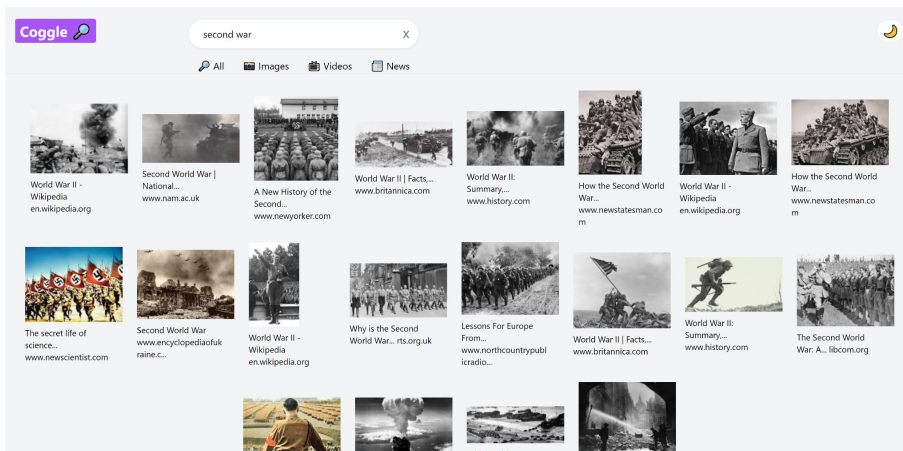 Coggle
second war
X
All
Images
Videos
News
World War II -
Wikipedia
en.wikipedia.org
Second World War |
National...
www.nam.ac.uk
A New History of the
Second...
www.newyorker.com
World War II | Facts,...
www.britannica.com
World War II:
Summary,...
www.history.com
How the Second World
War...
www.newstatesman.co
m
World War II -
Wikipedia
en.wikipedia.org
How the Second World
War...
www.newstatesman.co
m
The secret life of
science...
www.newscientist.com
Second World War
www.encyclopediaofuk
raine.c...
World War II -
Wikipedia
en.wikipedia.org
Why is the Second
World War... rts.org.uk
Lessons For Europe
From...
www.northcountrypubl
icradio...
World War II | Facts,...
www.britannica.com
World War II:
Summary,...
www.history.com
The Second World
War: A... libcom.org